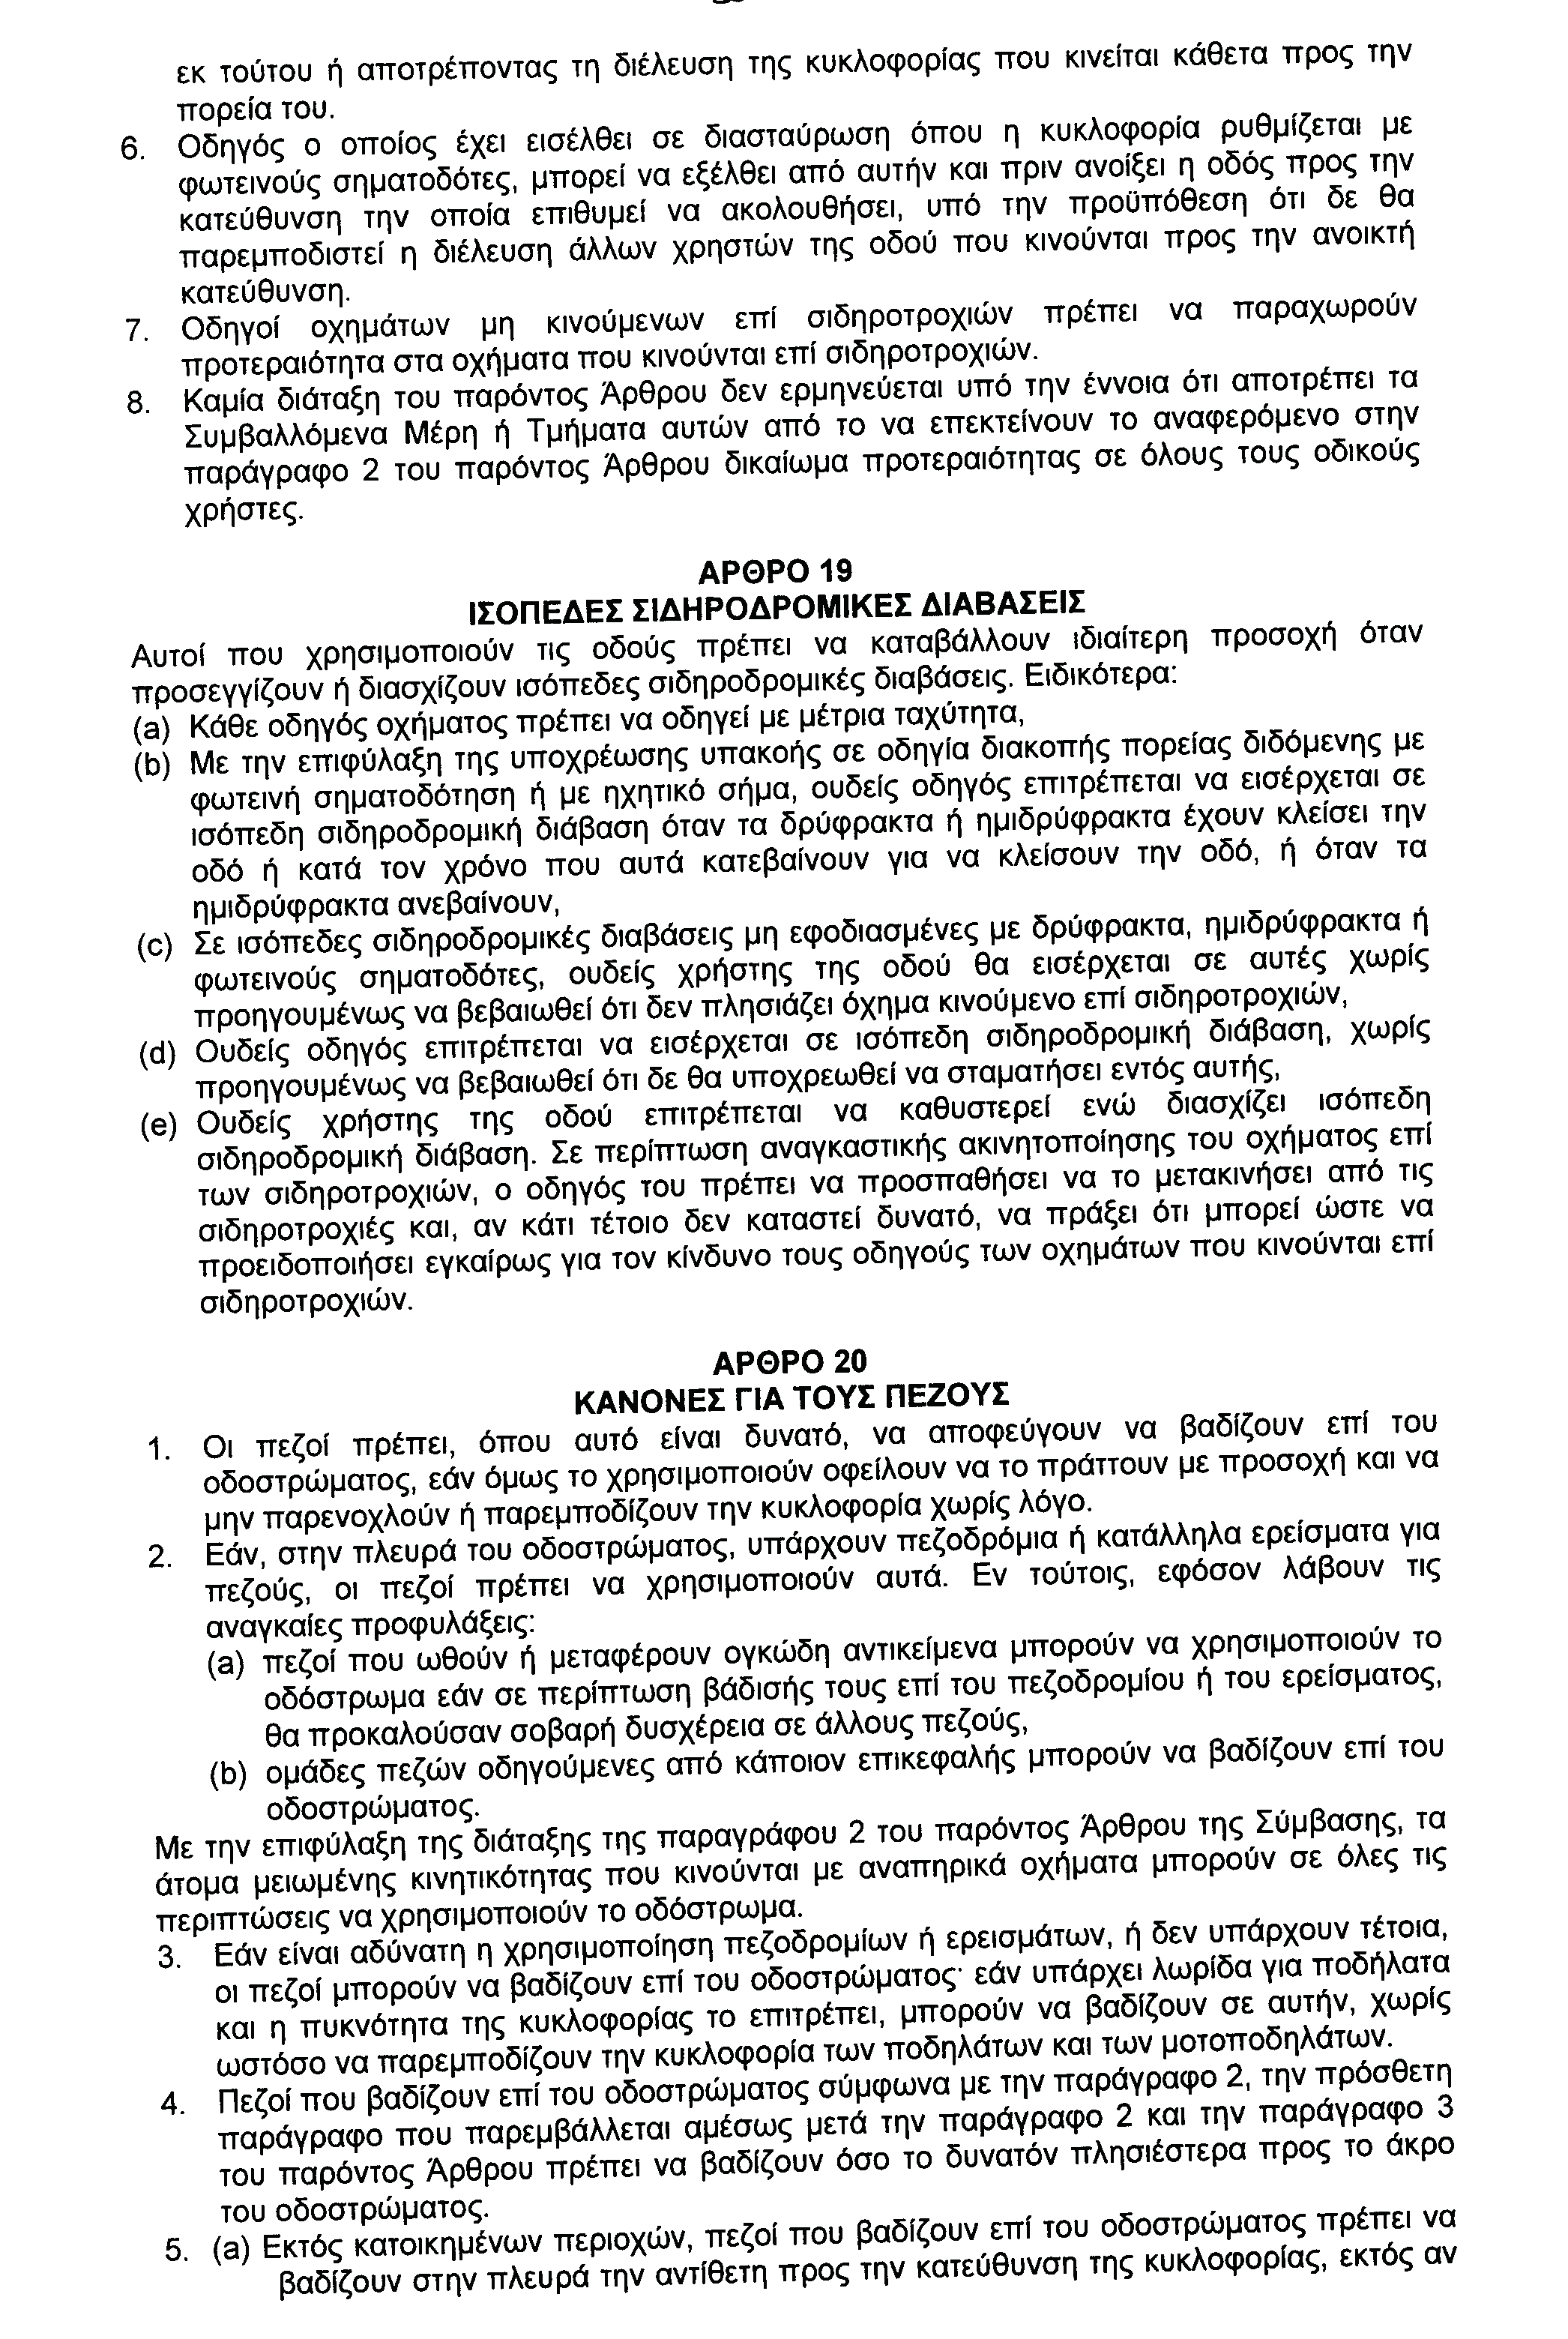 εκ τούτου ή αποτρέποντας τη διέλευση της κυκλοφορίας που κινείται κάθετα προς την
πορεία του.
6. Οδηγός ο οποίος έχει εισέλθει σε διασταύρωση όπου η κυκλοφορία ρυθμίζεται με
φωτεινούς σηματοδότες, μπορεί να εξέλθει από αυτήν και πριν ανοίξει η οδός προς την
κατεύθυνση την οποία επιθυμεί να ακολουθήσει, υπό την προϋπόθεση ότι δε θα
παρεμποδιστεί η διέλευση άλλων χρηστών της οδού που κινούνται προς την ανοικτή
κατεύθυνση.
7. Οδηγοί οχημάτων μη κινούμενων επί σιδηροτροχιών πρέπει να παραχωρούν
προτεραιότητα στα οχήματα που κινούνται επί σιδηροτροχιών.
8. Καμία διάταξη του παρόντος Άρθρου δεν ερμηνεύεται υπό την έννοια ότι αποτρέπει τα
Συμβαλλόμενα Μέρη ή Τμήματα αυτών από το να επεκτείνουν το αναφερόμενο στην
παράγραφο 2 του παρόντος Άρθρου δικαίωμα προτεραιότητας σε όλους τους οδικούς
χρήστες.
ΑΡΘΡΟ 19
ΙΣΟΠΕΔΕΣ ΣΙΔΗΡΟΔΡΟΜΙΚΕΣ ΔΙΑΒΑΣΕΙΣ
Αυτοί που χρησιμοποιούν τις οδούς πρέπει να καταβάλλουν ιδιαίτερη προσοχή όταν
προσεγγίζουν ή διασχίζουν ισόπεδες σιδηροδρομικές διαβάσεις. Ειδικότερα:
(a) Κάθε οδηγός οχήματος πρέπει να οδηγεί με μέτρια ταχύτητα,
(b) Με την επιφύλαξη της υποχρέωσης υπακοής σε οδηγία διακοπής πορείας διδόμενης με
φωτεινή σηματοδότηση ή με ηχητικό σήμα, ουδείς οδηγός επιτρέπεται να εισέρχεται σε
ισόπεδη σιδηροδρομική διάβαση όταν τα δρύφρακτα ή ημιδρύφρακτα έχουν κλείσει την
οδό ή κατά τον χρόνο που αυτά κατεβαίνουν για να κλείσουν την οδό, ή όταν τα
ημιδρύφρακτα ανεβαίνουν,
(c) Σε ισόπεδες σιδηροδρομικές διαβάσεις μη εφοδιασμένες με δρύφρακτα, ημιδρύφρακτα ή
φωτεινούς σηματοδότες, ουδείς χρήστης της οδού θα εισέρχεται σε αυτές χωρίς
προηγουμένως να βεβαιωθεί ότι δεν πλησιάζει όχημα κινούμενο επί σιδηροτροχιών,
(d) Ουδείς οδηγός επιτρέπεται να εισέρχεται σε ισόπεδη σιδηροδρομική διάβαση, χωρίς
προηγουμένως να βεβαιωθεί ότι δε θα υποχρεωθεί να σταματήσει εντός αυτής,
(e) Ουδείς χρήστης της οδού επιτρέπεται να καθυστερεί ενώ διασχίζει ισόπεδη
σιδηροδρομική διάβαση. Σε περίπτωση αναγκαστικής ακινητοποίησης του οχήματος επί
των σιδηροτροχιών, ο οδηγός του πρέπει να προσπαθήσει να το μετακινήσει από τις
σιδηροτροχιές και, αν κάτι τέτοιο δεν καταστεί δυνατό, να πράξει ότι μπορεί ώστε να
προειδοποιήσει εγκαίρως για τον κίνδυνο τους οδηγούς των οχημάτων που κινούνται επί
σιδηροτροχιών.
ΑΡΘΡΟ 20
ΚΑΝΟΝΕΣ ΓΙΑ ΤΟΥΣ ΠΕΖΟΥΣ
1. Οι πεζοί πρέπει, όπου αυτό είναι δυνατό, να αποφεύγουν να βαδίζουν επί του
οδοστρώματος, εάν όμως το χρησιμοποιούν οφείλουν να το πράττουν με προσοχή και να
μην παρενοχλούν ή παρεμποδίζουν την κυκλοφορία χωρίς λόγο.
2. Εάν, στην πλευρά του οδοστρώματος, υπάρχουν πεζοδρόμια ή κατάλληλα ερείσματα για
πεζούς, οι πεζοί πρέπει να χρησιμοποιούν αυτά. Εν τούτοις, εφόσον λάβουν τις
αναγκαίες προφυλάξεις:
(a) πεζοί που ωθούν ή μεταφέρουν ογκώδη αντικείμενα μπορούν να χρησιμοποιούν το
οδόστρωμα εάν σε περίπτωση βάδισής τους επί του πεζοδρομίου ή του ερείσματος,
θα προκαλούσαν σοβαρή δυσχέρεια σε άλλους πεζούς,
(b) ομάδες πεζών οδηγούμενες από κάποιον επικεφαλής μπορούν να βαδίζουν επί του
οδοστρώματος.
Με την επιφύλαξη της διάταξης της παραγράφου 2 του παρόντος Άρθρου της Σύμβασης, τα
άτομα μειωμένης κινητικότητας που κινούνται με αναπηρικά οχήματα μπορούν σε όλες τις
περιπτώσεις να χρησιμοποιούν το οδόστρωμα.
3. Εάν είναι αδύνατη η χρησιμοποίηση πεζοδρομίων ή ερεισμάτων, ή δεν υπάρχουν τέτοια,
οι πεζοί μπορούν να βαδίζουν επί του οδοστρώματος· εάν υπάρχει λωρίδα για ποδήλατα
και η πυκνότητα της κυκλοφορίας το επιτρέπει, μπορούν να βαδίζουν σε αυτήν, χωρίς
ωστόσο να παρεμποδίζουν την κυκλοφορία των ποδηλάτων και των μοτοποδηλάτων.
4. Πεζοί που βαδίζουν επί του οδοστρώματος σύμφωνα με την παράγραφο 2, την πρόσθετη
παράγραφο που παρεμβάλλεται αμέσως μετά την παράγραφο 2 και την παράγραφο 3
του παρόντος Άρθρου πρέπει να βαδίζουν όσο το δυνατόν πλησιέστερα προς το άκρο
του οδοστρώματος.
5. (a) Εκτός κατοικημένων περιοχών, πεζοί που βαδίζουν επί του οδοστρώματος πρέπει να
βαδίζουν στην πλευρά την αντίθετη προς την κατεύθυνση της κυκλοφορίας, εκτός αν